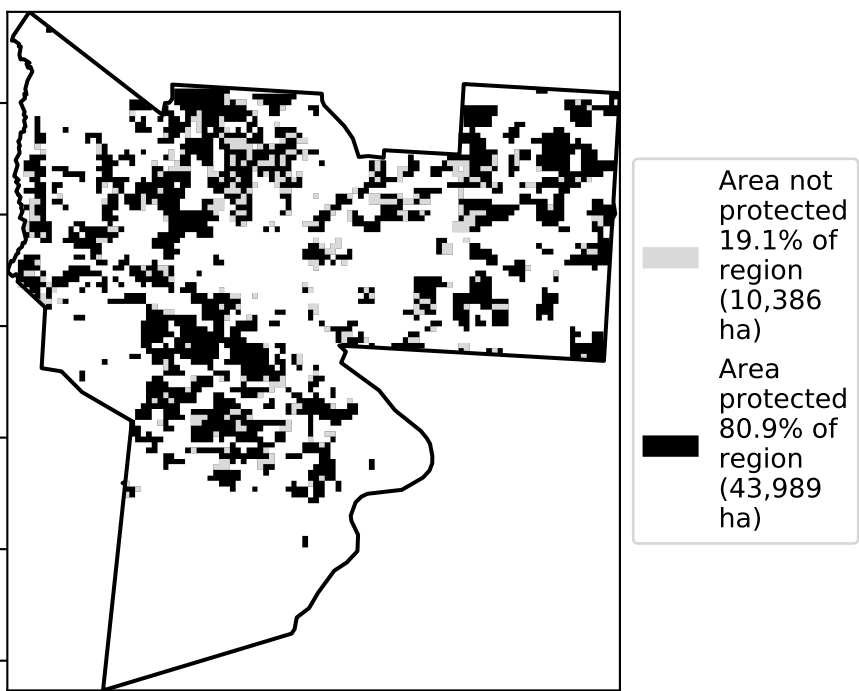 Area not
protected
19.1% of
region
(10,386
ha)
Area
protected
80.9% of
region
(43,989
ha)